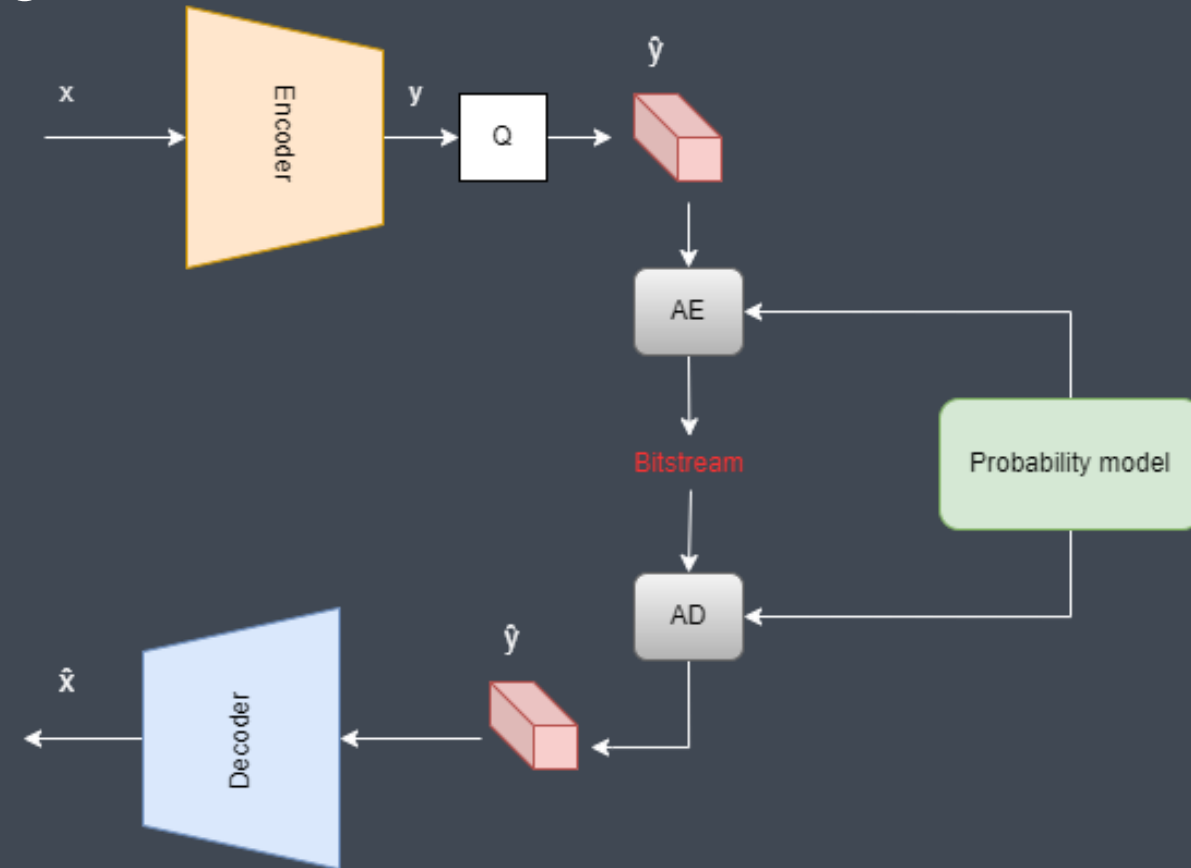 x
Encoder
y
Q
ŷ
AE
Bitstream
Probability model
AD
ŷ
Decoder
x̂